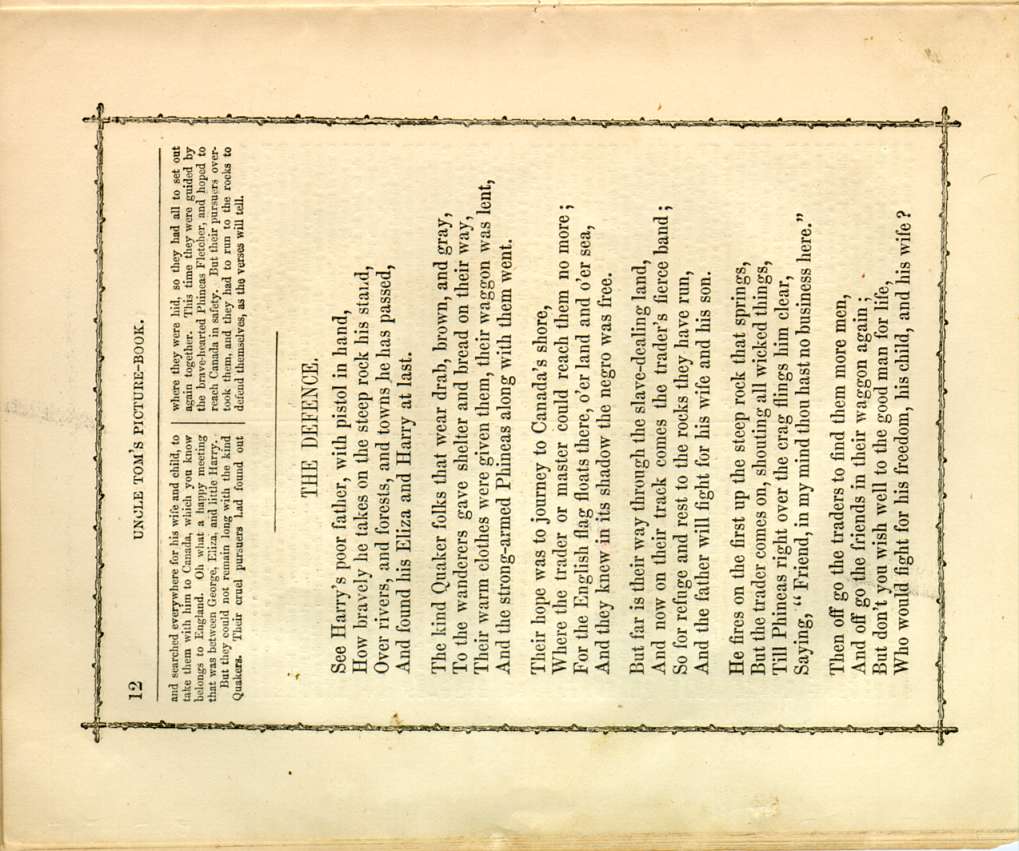 12
UNCLE TOM'S PICTURE-BOOK.
and searched everywhere for his wife and child, to
take them with him to Canada, which you know
belongs to England. Oh what a happy meeting
that was between George, Eliza, and little Harry.
But they could not remain long with the kind
Quakers. Their cruel pursuers had found out
where they were hid, so they had all to set out
again together. This time they were guided by
the brave-hearted Phineas Fletcher, and hoped to
reach Canada in safety. But their pursuers over-
took them, and they had to run to the rocks to
defend themselves, as the verses will tell.
THE DEFENCE.
See Harry's poor father, with pistol in hand,
How bravely he takes on the steep rock his stand,
Over rivers, and forests, and towns he has passed,
And found his Eliza and Harry at last.
The kind Quaker folks that wear drab, brown, and gray,
To the wanderers gave shelter and bread on their way,
Their warm clothes were given them, their waggon was lent,
And the strong-armed Phineas along with them went.
Their hope was to journey to Canada's shore,
Where the trader or master could reach them no more;
For the English flag floats there, o'er land and o'er sea,
And they knew in its shadow the negro was free.
But far is their way through the slave-dealing land,
And now on their track comes the trader's fierce band;
So for refuge and rest to the rocks they have run,
And the father will fight for his wife and his son.
He fires on the first up the steep rock that springs,
But the trader comes on, shouting all wicked things,
Till Phineas right over the crag flings him clear,
Saying, "Friend, in my mind thou hast no business here."
Then off go the traders to find them more men,
And off go the friends in their waggon again;
But don't you wish well to the good man for life,
Who would fight for his freedom, his child, and his wife?